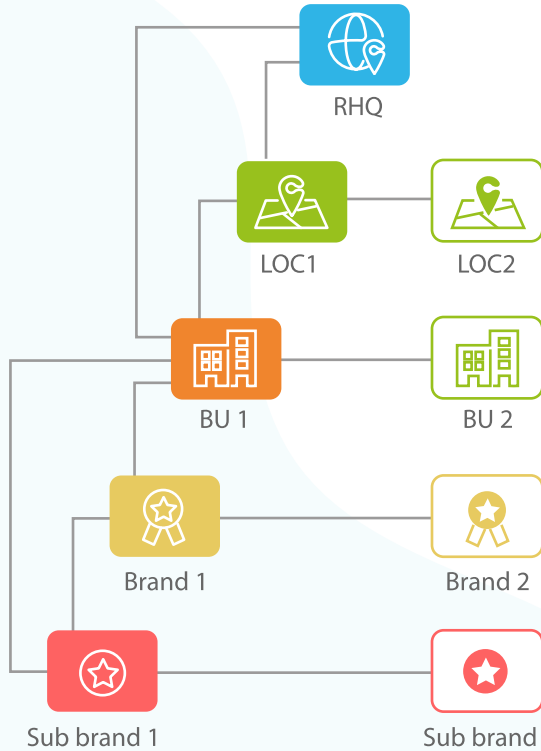 RHQ
LOC1
LOC2
BU 1
BU 2
Brand 1
Brand 2
Sub brand 1
Sub brand